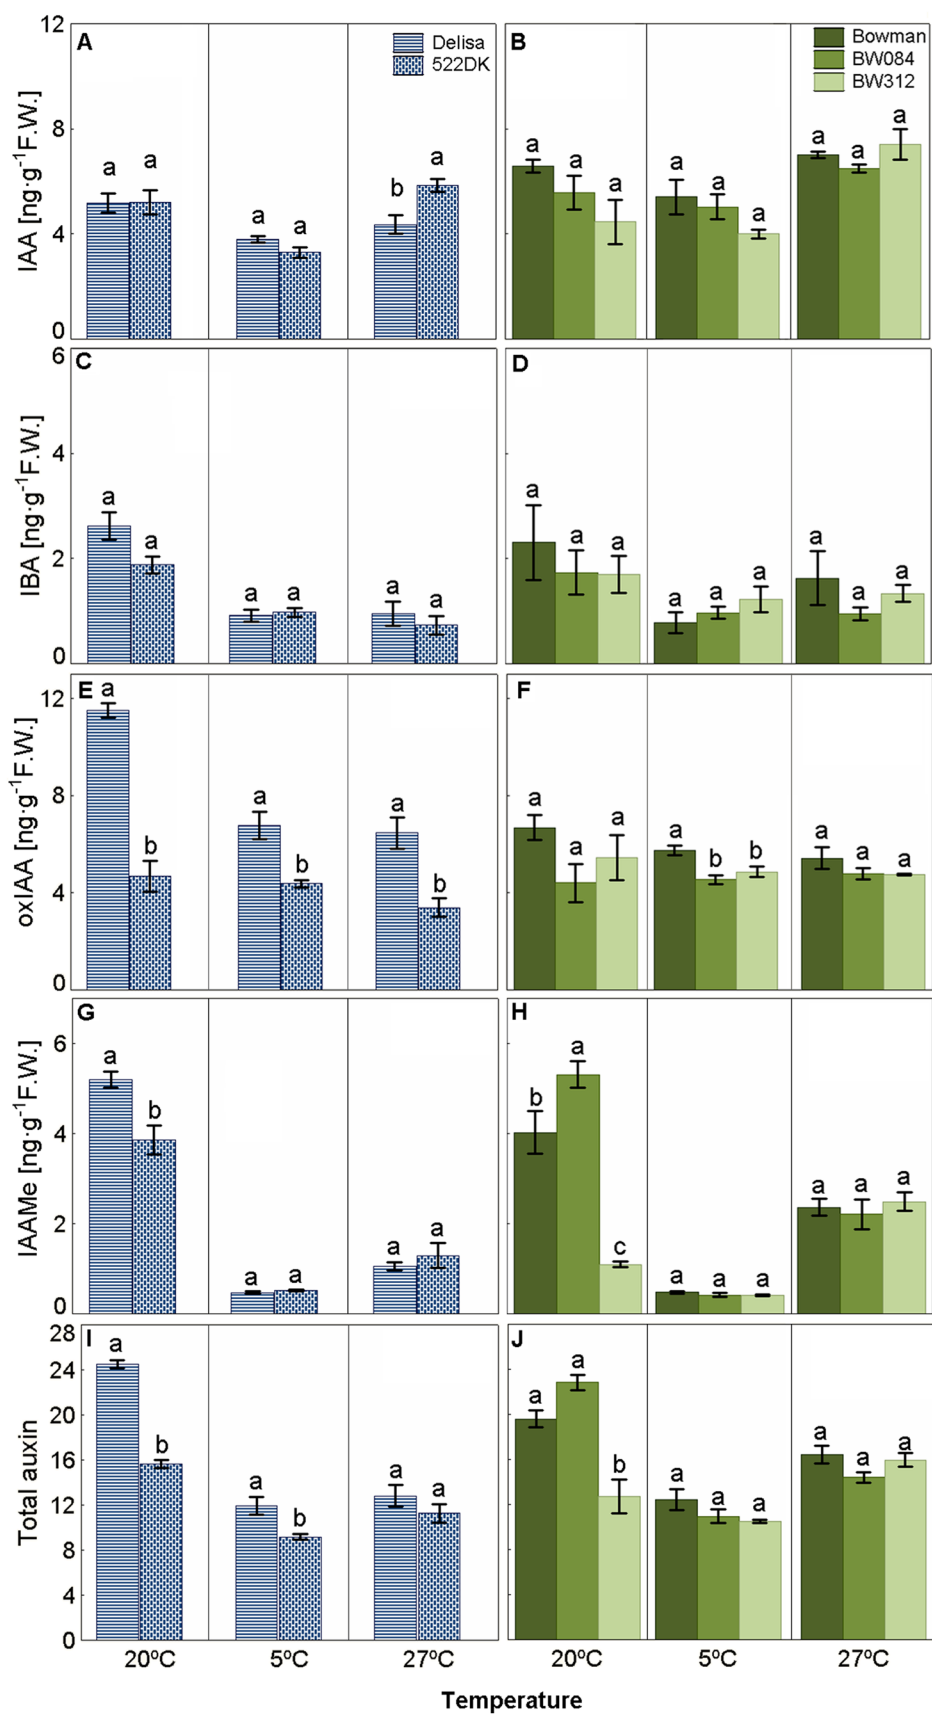 A
Delisa
522DK
B
Bowman
BW084
BW312
IAA [ng·g⁻¹F.W.]
12
8
4
0
a a a a b a
a a a a a a a a a
C
D
IBA [ng·g⁻¹F.W.]
6
4
2
0
a a a a a a
a a a a a a a a a
E
F
oxIAA [ng·g⁻¹F.W.]
12
8
4
0
a b a b a b
a a a a b b a a a
G
H
IAAMe [ng·g⁻¹F.W.]
6
4
2
0
a b a a a a
b a c a a a a a a
I
J
Total auxin
28
24
20
16
12
8
4
0
a b a b a a
a a b a a a a a a
20ºC 5ºC 27ºC 20ºC 5ºC 27ºC
Temperature